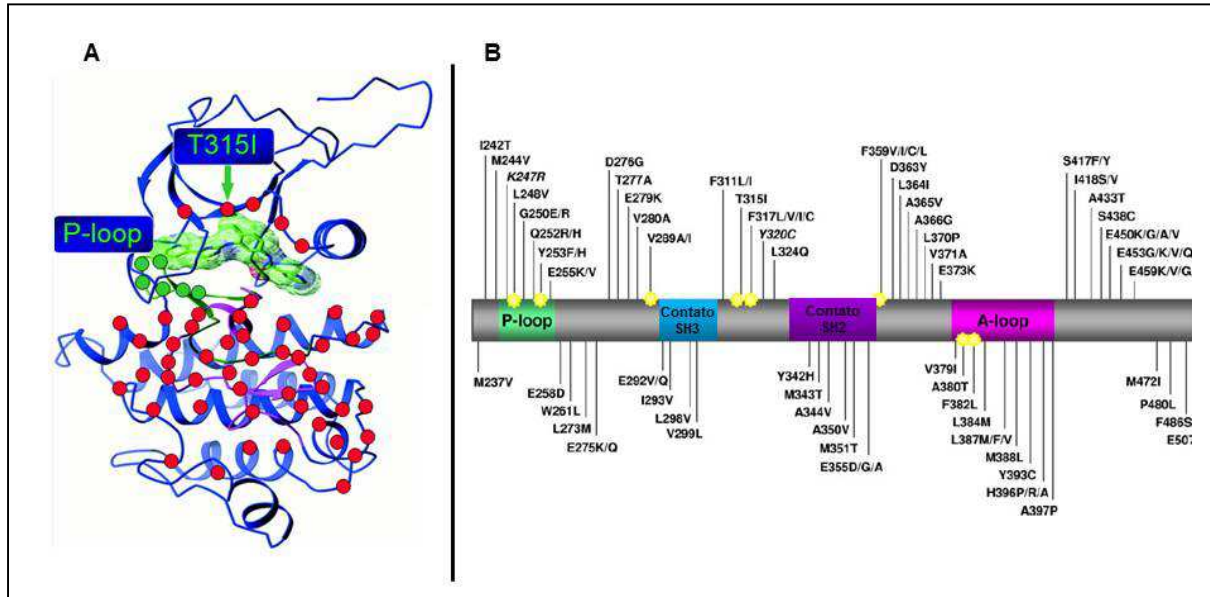 A
B
T315I
P-loop
I242T
M244V
K247R
L248V
G250E/R
Q252R/H
Y253F/H
E255K/V
D276G
T277A
E279K
V280A
V289A/I
F311L/I
T315I
F317L/V/I/C
Y320C
L324Q
F359V/I/C/L
D363Y
L364I
A365V
A366G
L370P
V371A
E373K
S417F/Y
I418S/V
A433T
S438C
E450K/G/A/V
E453G/K/V/Q
E459K/V/G/
P-loop
Contato
SH3
Contato
SH2
A-loop
M237V
E258D
W261L
L273M
E275K/Q
E292V/Q
I293V
L298V
V299L
Y342H
M343T
A344V
A350V
M351T
E355D/G/A
V379I
A380T
F382L
L384M
L387M/F/V
M388L
Y393C
H396P/R/A
A397P
M472I
P480L
F486S
E507